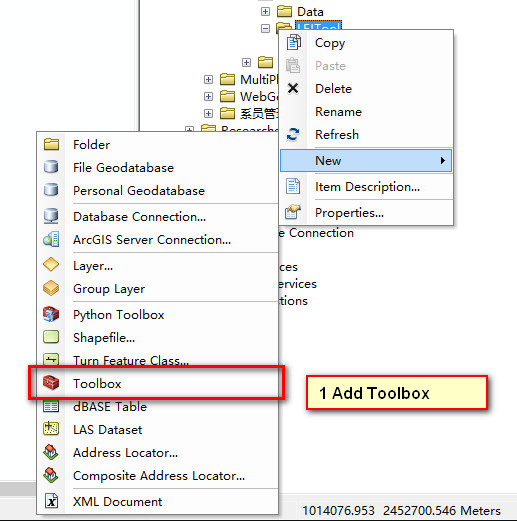 Data
Copy
Paste
Delete
MultiPl
Rename
WebGe
系员管
Refresh
New
Item Description...
Properties...
e Connection
ces
ervices
tions
Folder
File Geodatabase
Personal Geodatabase
Database Connection...
ArcGIS Server Connection...
Layer...
Group Layer
Python Toolbox
Shapefile...
Turn Feature Class...
Toolbox
1 Add Toolbox
dBASE Table
LAS Dataset
Address Locator...
Composite Address Locator...
XML Document
1014076.953 2452700.546 Meters